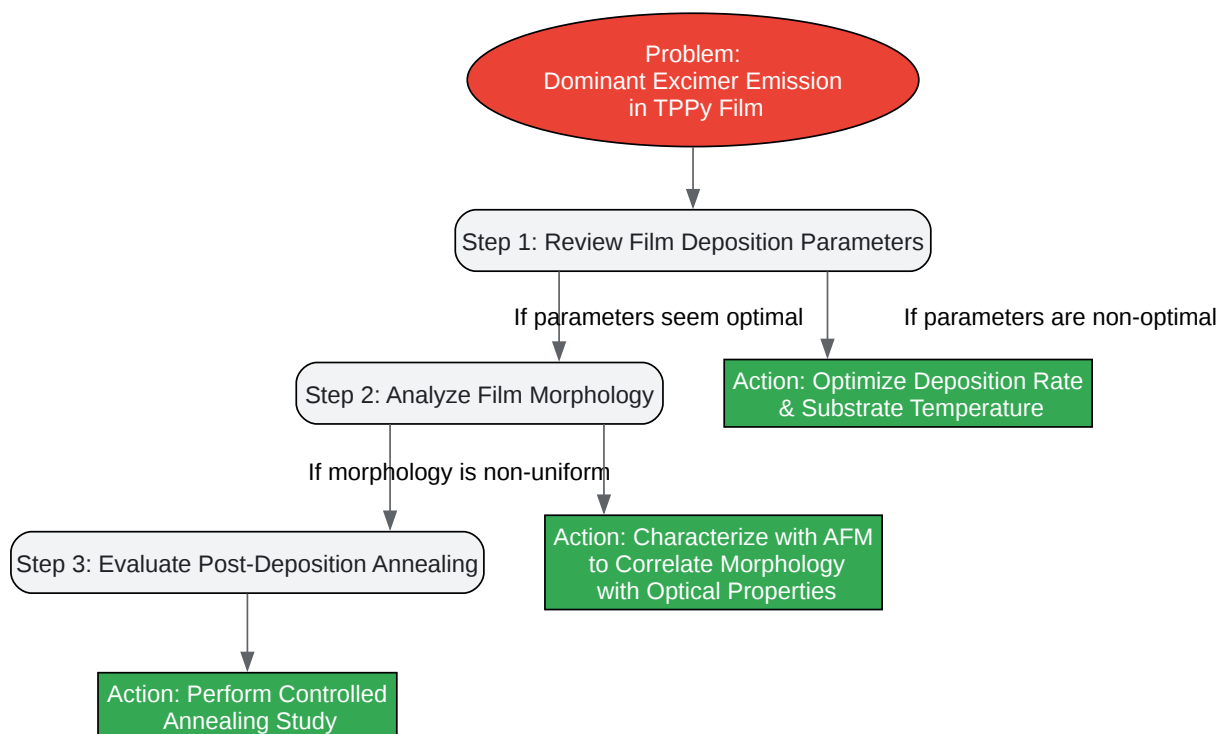 Problem:
Dominant Excimer Emission
in TPPy Film
Step 1: Review Film Deposition Parameters
If parameters seem optimal
If parameters are non-optimal
Step 2: Analyze Film Morphology
Action: Optimize Deposition Rate
& Substrate Temperature
If morphology is non-uniform
Step 3: Evaluate Post-Deposition Annealing
Action: Characterize with AFM
to Correlate Morphology
with Optical Properties
Action: Perform Controlled
Annealing Study